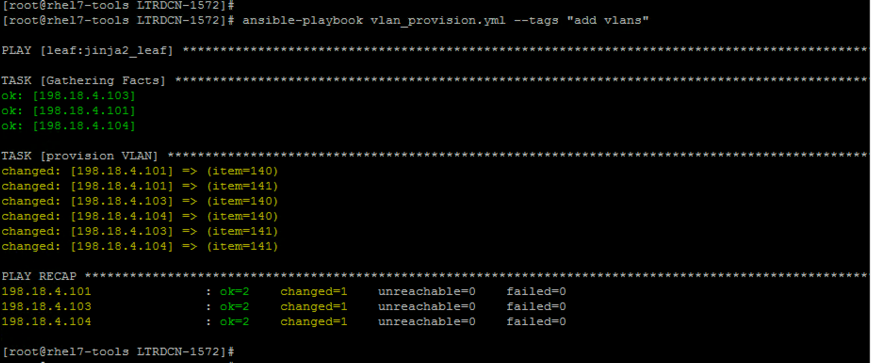 [root@rhel7-tools LTRDCN-1572]#
[root@rhel7-tools LTRDCN-1572]# ansible-playbook vlan_provision.yml --tags "add vlans"
PLAY [leaf:jinja2_leaf] ********************************************************************************************
TASK [Gathering Facts] *********************************************************************************************
ok: [198.18.4.103]
ok: [198.18.4.101]
ok: [198.18.4.104]
TASK [provision VLAN] **********************************************************************************************
changed: [198.18.4.101] => (item=140)
changed: [198.18.4.101] => (item=141)
changed: [198.18.4.103] => (item=140)
changed: [198.18.4.104] => (item=140)
changed: [198.18.4.103] => (item=141)
changed: [198.18.4.104] => (item=141)
PLAY RECAP *********************************************************************************************************
198.18.4.101 : ok=2 changed=1 unreachable=0 failed=0
198.18.4.103 : ok=2 changed=1 unreachable=0 failed=0
198.18.4.104 : ok=2 changed=1 unreachable=0 failed=0
[root@rhel7-tools LTRDCN-1572]#